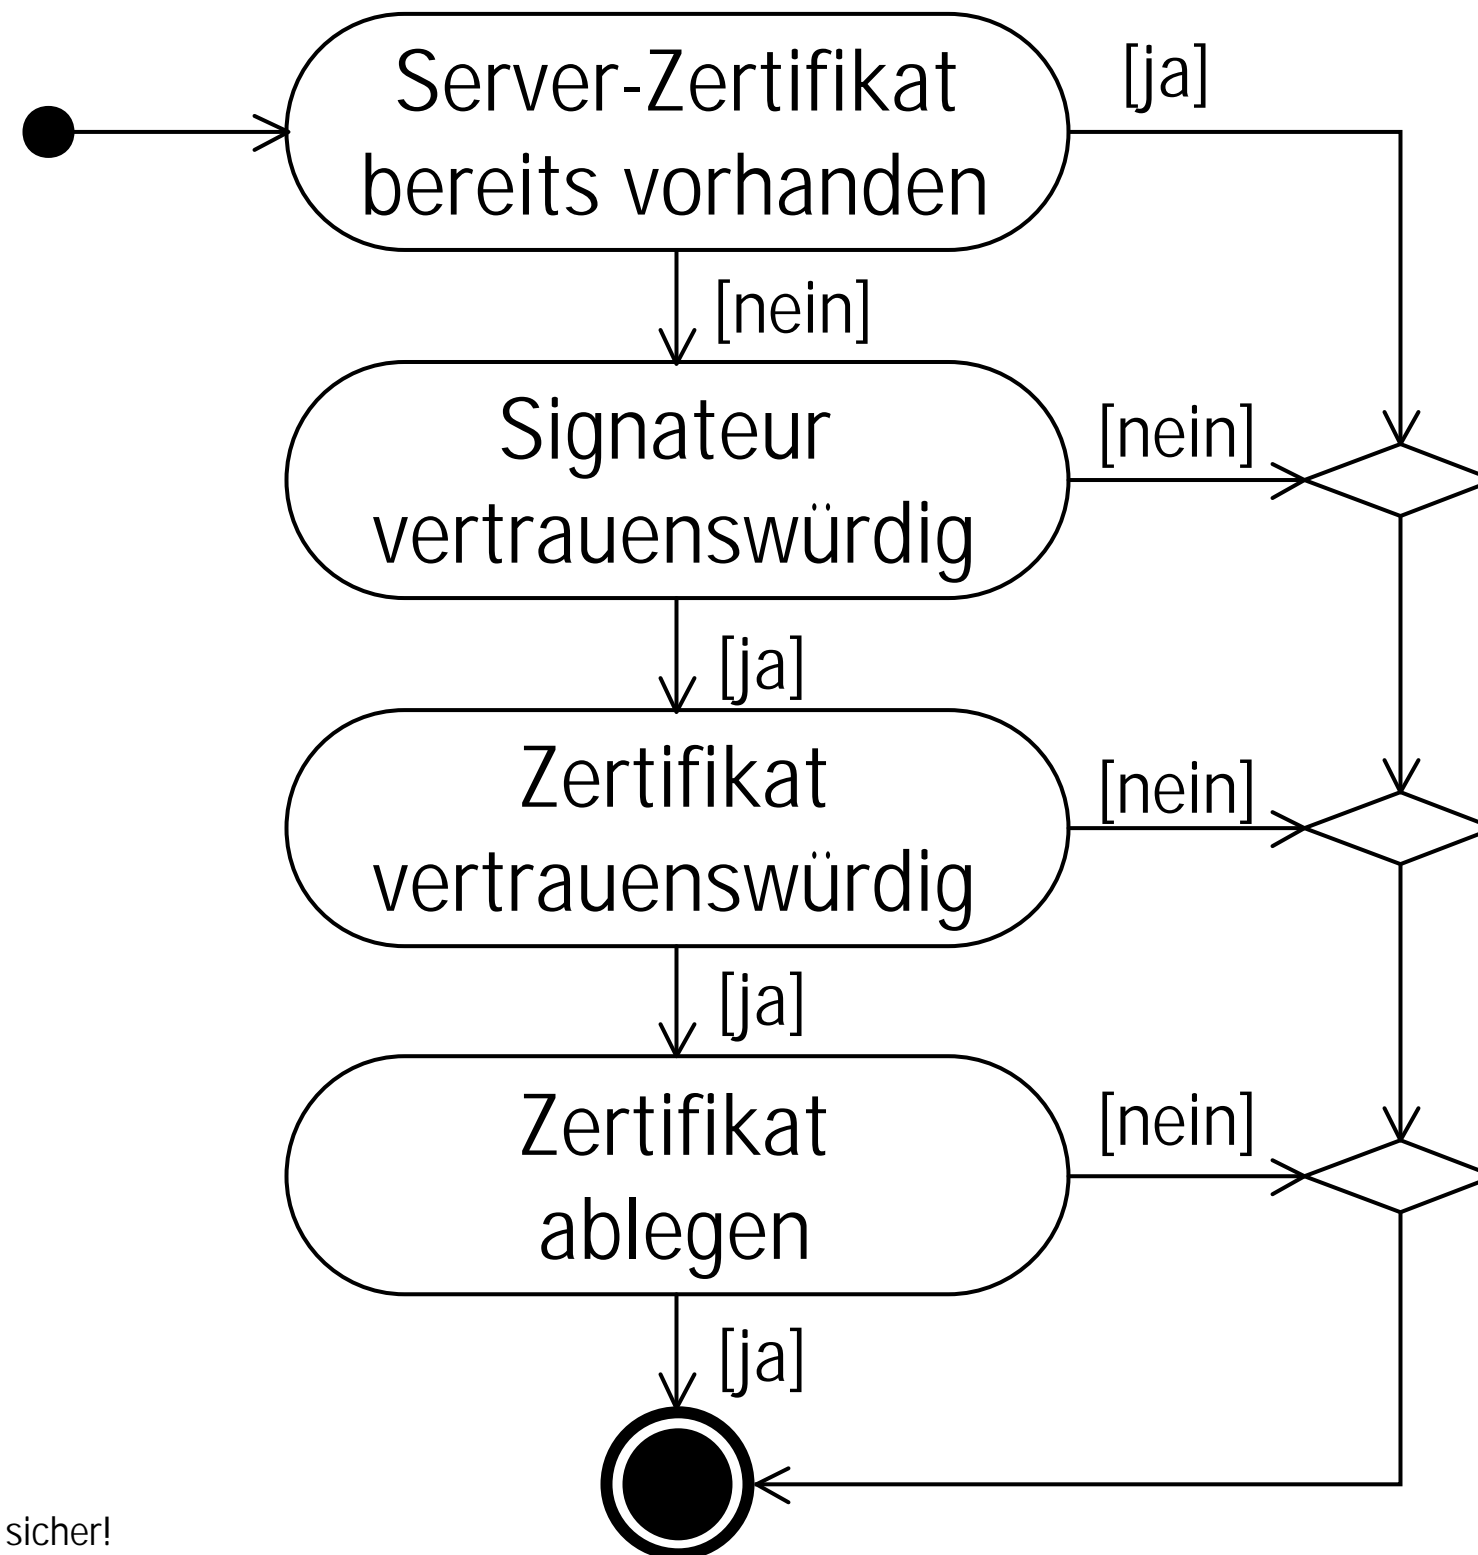 Server-Zertifikat
bereits vorhanden
[ja]
[nein]
Signateur
vertrauenswürdig
[nein]
[ja]
Zertifikat
vertrauenswürdig
[nein]
[ja]
Zertifikat
ablegen
[nein]
[ja]
sicher!